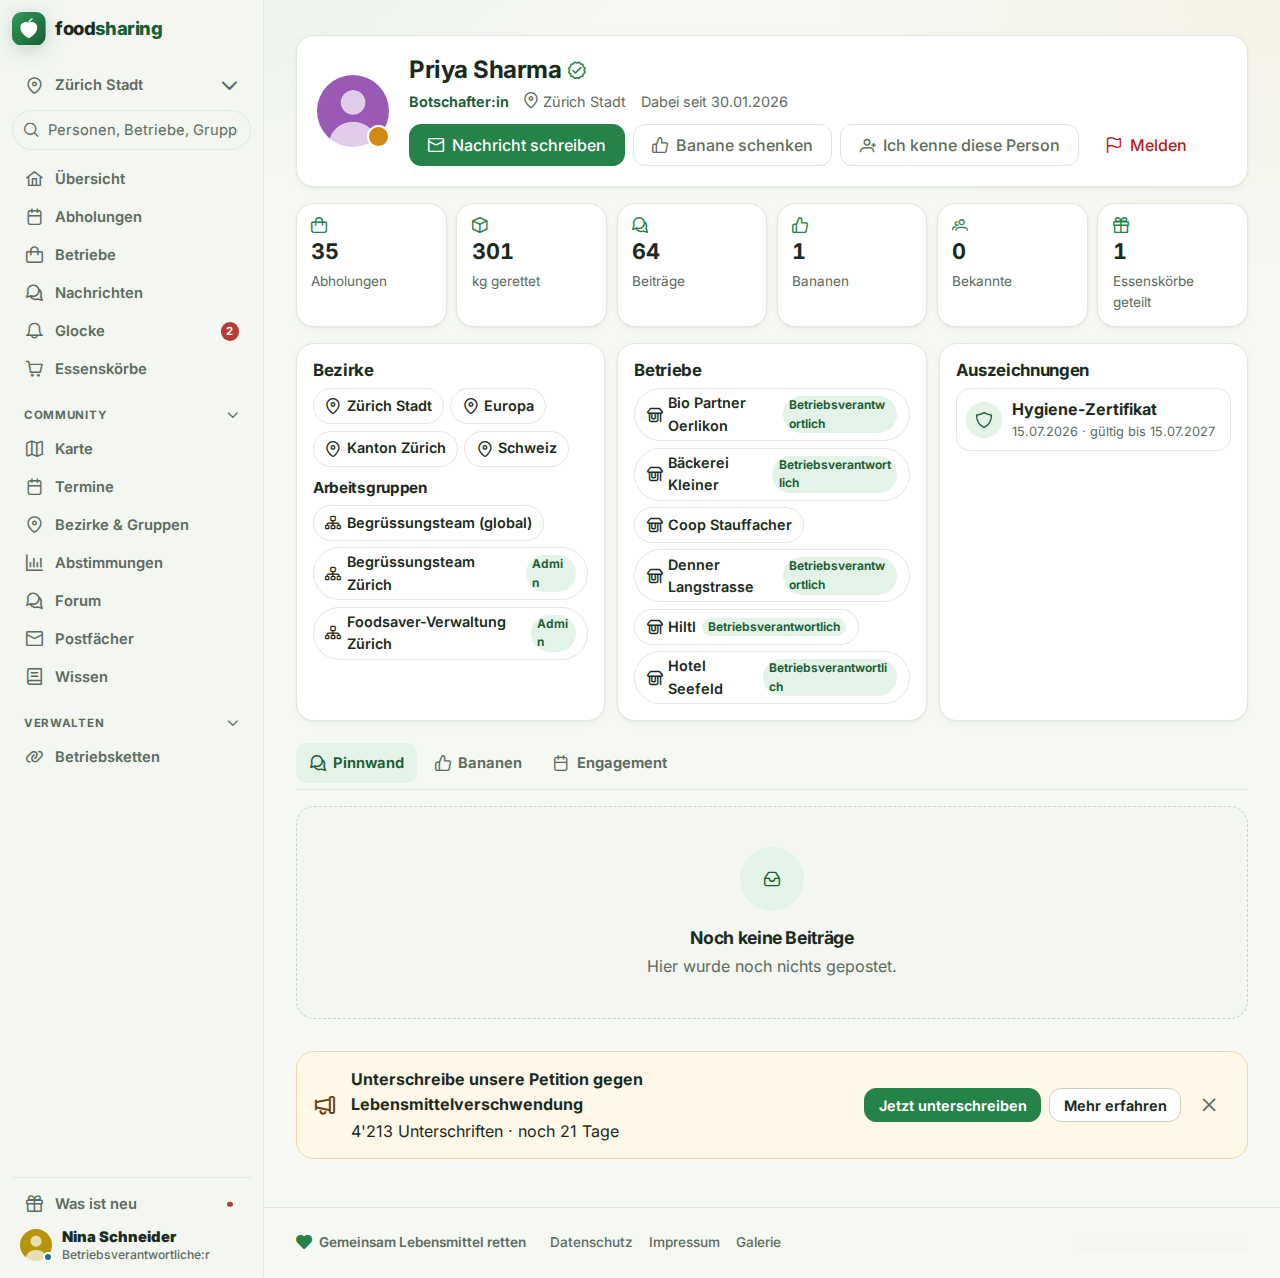 foodsharing
Zürich Stadt
Personen, Betriebe, Grupp
Übersicht
Abholungen
Betriebe
Nachrichten
Glocke 2
Essenskörbe
COMMUNITY
Karte
Termine
Bezirke & Gruppen
Abstimmungen
Forum
Postfächer
Wissen
VERWALTEN
Betriebsketten
Was ist neu
Nina Schneider
Betriebsverantwortliche:r
Priya Sharma
Botschafter:in Zürich Stadt Dabei seit 30.01.2026
Nachricht schreiben Banane schenken Ich kenne diese Person Melden
35
Abholungen
301
kg gerettet
64
Beiträge
1
Bananen
0
Bekannte
1
Essenskörbe
geteilt
Bezirke
Zürich Stadt Europa
Kanton Zürich Schweiz
Arbeitsgruppen
Begrüssungsteam (global)
Begrüssungsteam
Zürich
Admi
n
Foodsaver-Verwaltung
Zürich
Admi
n
Betriebe
Bio Partner
Oerlikon
Betriebsverantw
ortlich
Bäckerei
Kleiner
Betriebsverantwort
lich
Coop Stauffacher
Denner
Langstrasse
Betriebsverantw
ortlich
Hiltl Betriebsverantwortlich
Hotel
Seefeld
Betriebsverantwortli
ch
Auszeichnungen
Hygiene-Zertifikat
15.07.2026 · gültig bis 15.07.2027
Pinnwand Bananen Engagement
Noch keine Beiträge
Hier wurde noch nichts gepostet.
Unterschreibe unsere Petition gegen
Lebensmittelverschwendung
4'213 Unterschriften · noch 21 Tage
Jetzt unterschreiben Mehr erfahren
Gemeinsam Lebensmittel retten Datenschutz Impressum Galerie